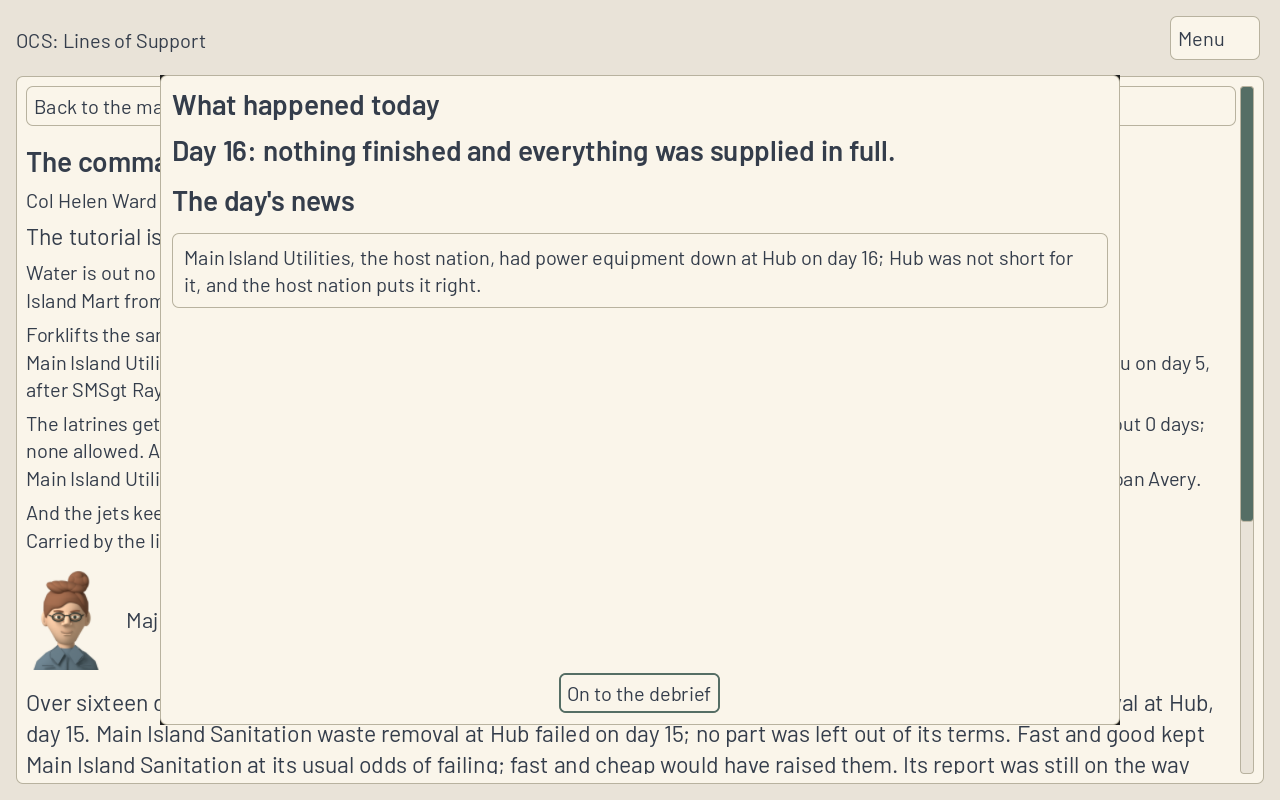 OCS: Lines of Support
Menu
Back to the ma
What happened today
Day 16: nothing finished and everything was supplied in full.
The comma
Col Helen Ward
The day's news
The tutorial is
Main Island Utilities, the host nation, had power equipment down at Hub on day 16; Hub was not short for
it, and the host nation puts it right.
Water is out no
Island Mart from
Forklifts the sar
Main Island Utili
u on day 5,
after SMSgt Ray
The latrines get
out 0 days;
none allowed. A
Main Island Utili
ban Avery.
And the jets kee
Carried by the li
Maj
On to the debrief
Over sixteen d
val at Hub,
day 15. Main Island Sanitation waste removal at Hub failed on day 15; no part was left out of its terms. Fast and good kept
Main Island Sanitation at its usual odds of failing; fast and cheap would have raised them. Its report was still on the way